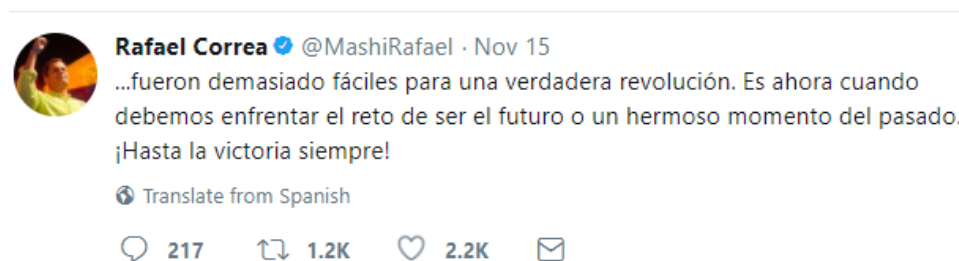 Rafael Correa @MashiRafael · Nov 15
...fueron demasiado fáciles para una verdadera revolución. Es ahora cuando
debemos enfrentar el reto de ser el futuro o un hermoso momento del pasado.
¡Hasta la victoria siempre!
Translate from Spanish
217 1.2K 2.2K